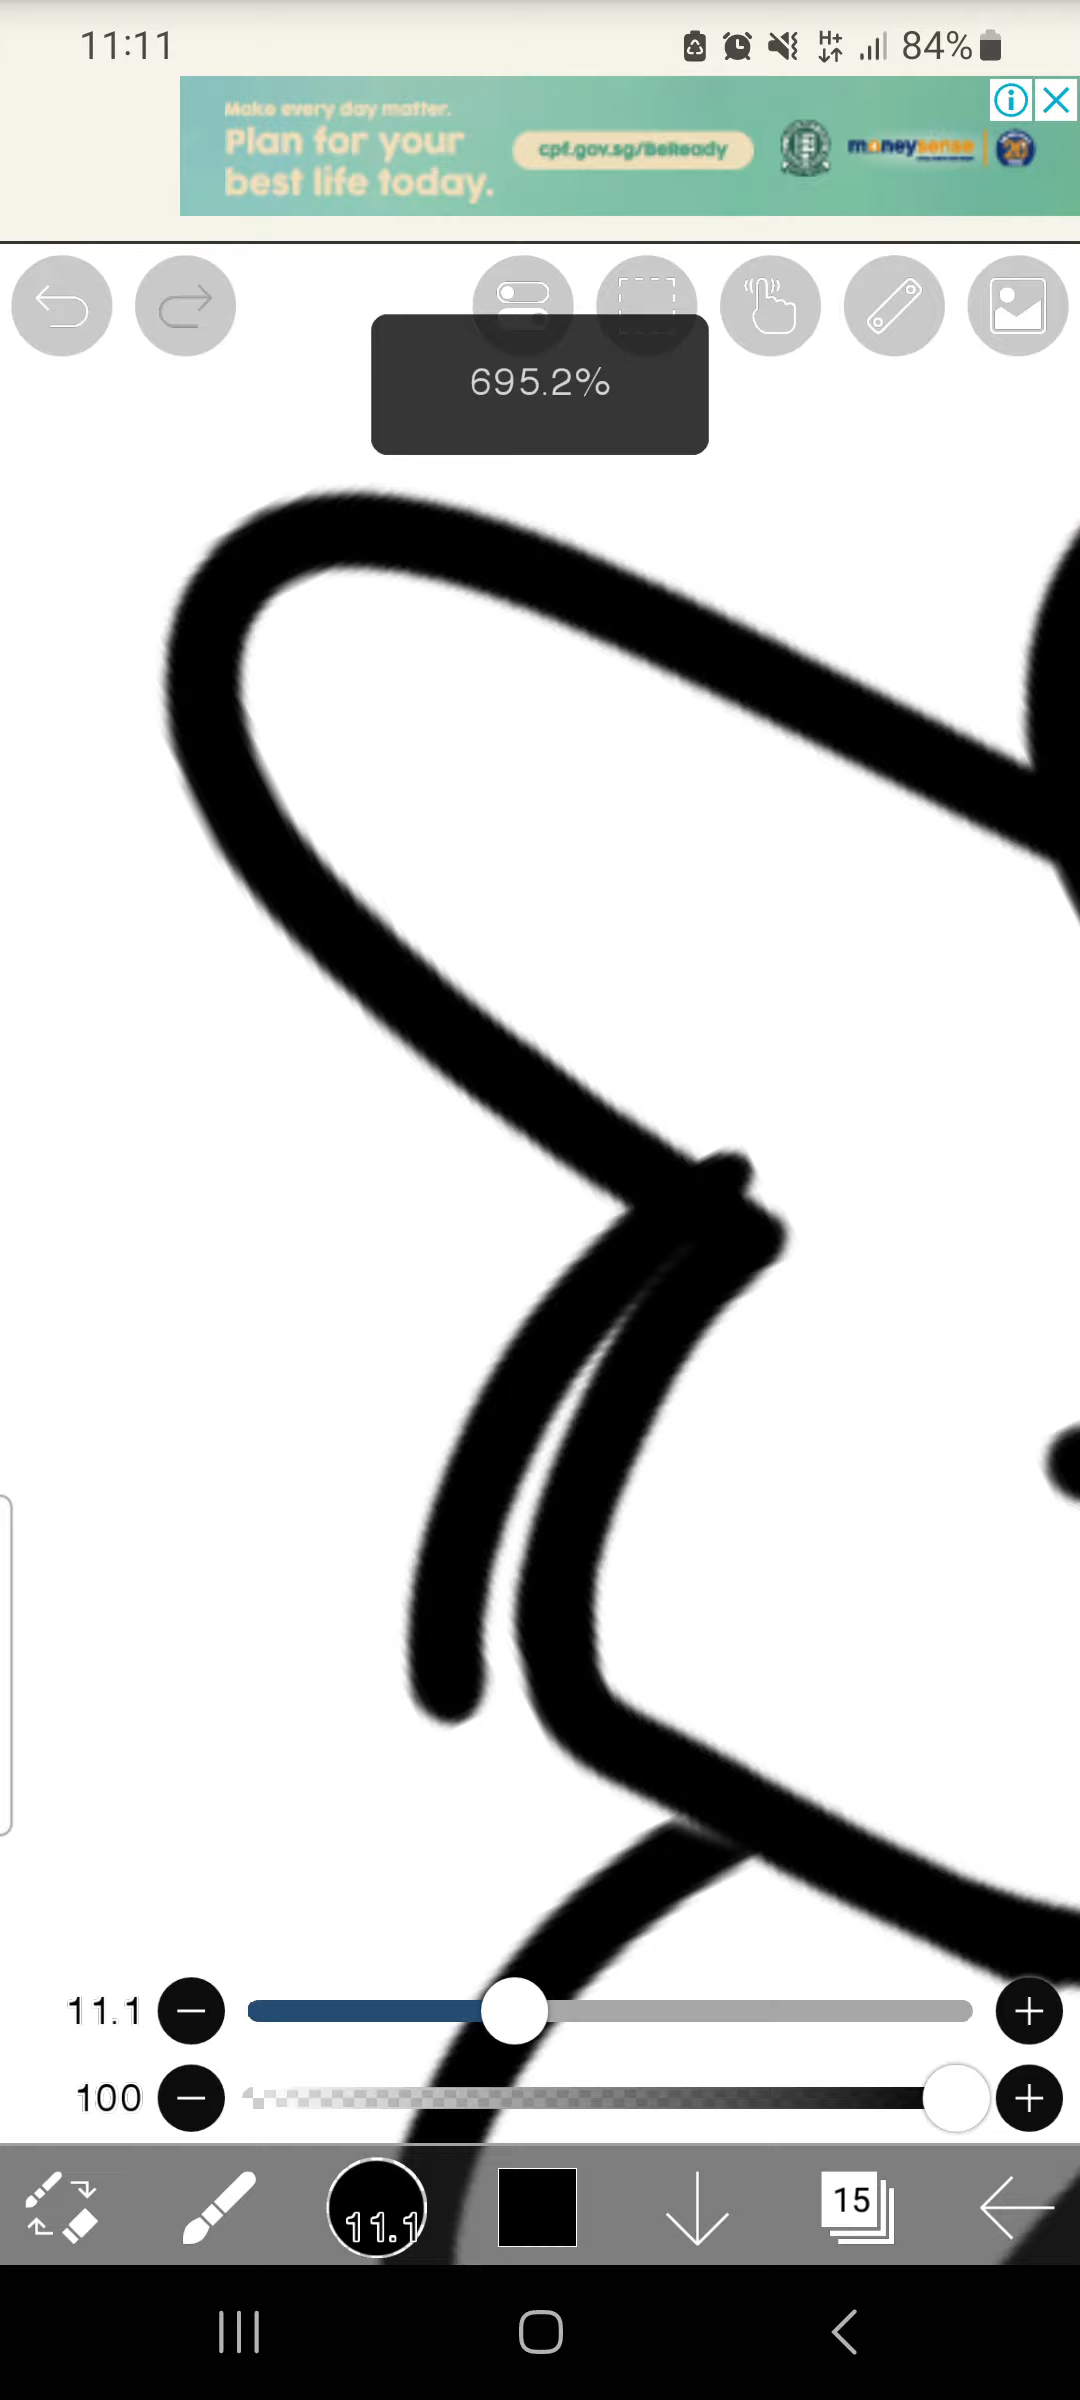 11:11
H+
84%
Make every day matter.
Plan for your
best life today.
cpf.gov.sg/BeReady
moneysense
20
695.2%
11.1
100
11.1
15